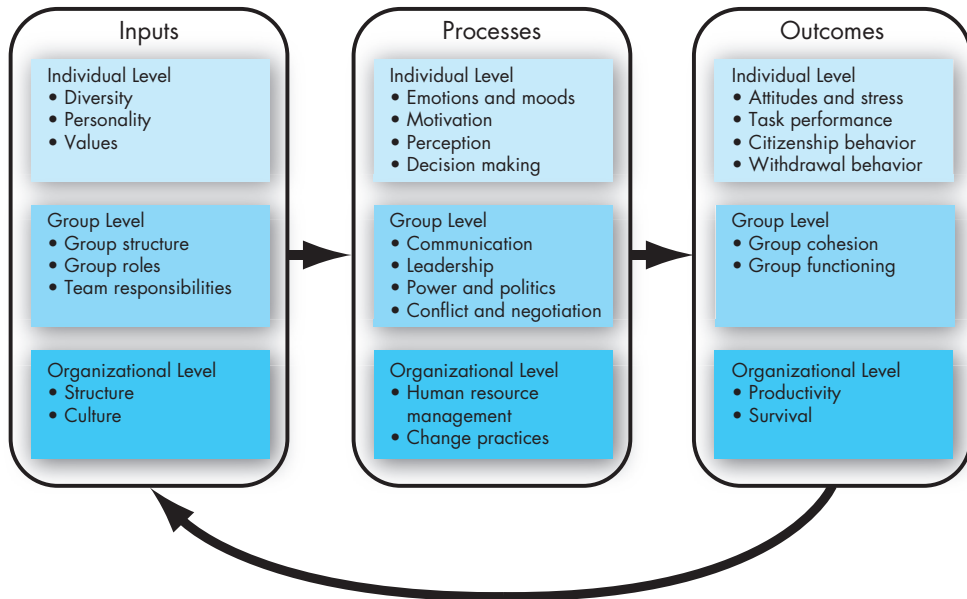 Inputs
Individual Level
• Diversity
• Personality
• Values
Group Level
• Group structure
• Group roles
• Team responsibilities
Organizational Level
• Structure
• Culture
Processes
Individual Level
• Emotions and moods
• Motivation
• Perception
• Decision making
Group Level
• Communication
• Leadership
• Power and politics
• Conflict and negotiation
Organizational Level
• Human resource
management
• Change practices
Outcomes
Individual Level
• Attitudes and stress
• Task performance
• Citizenship behavior
• Withdrawal behavior
Group Level
• Group cohesion
• Group functioning
Organizational Level
• Productivity
• Survival